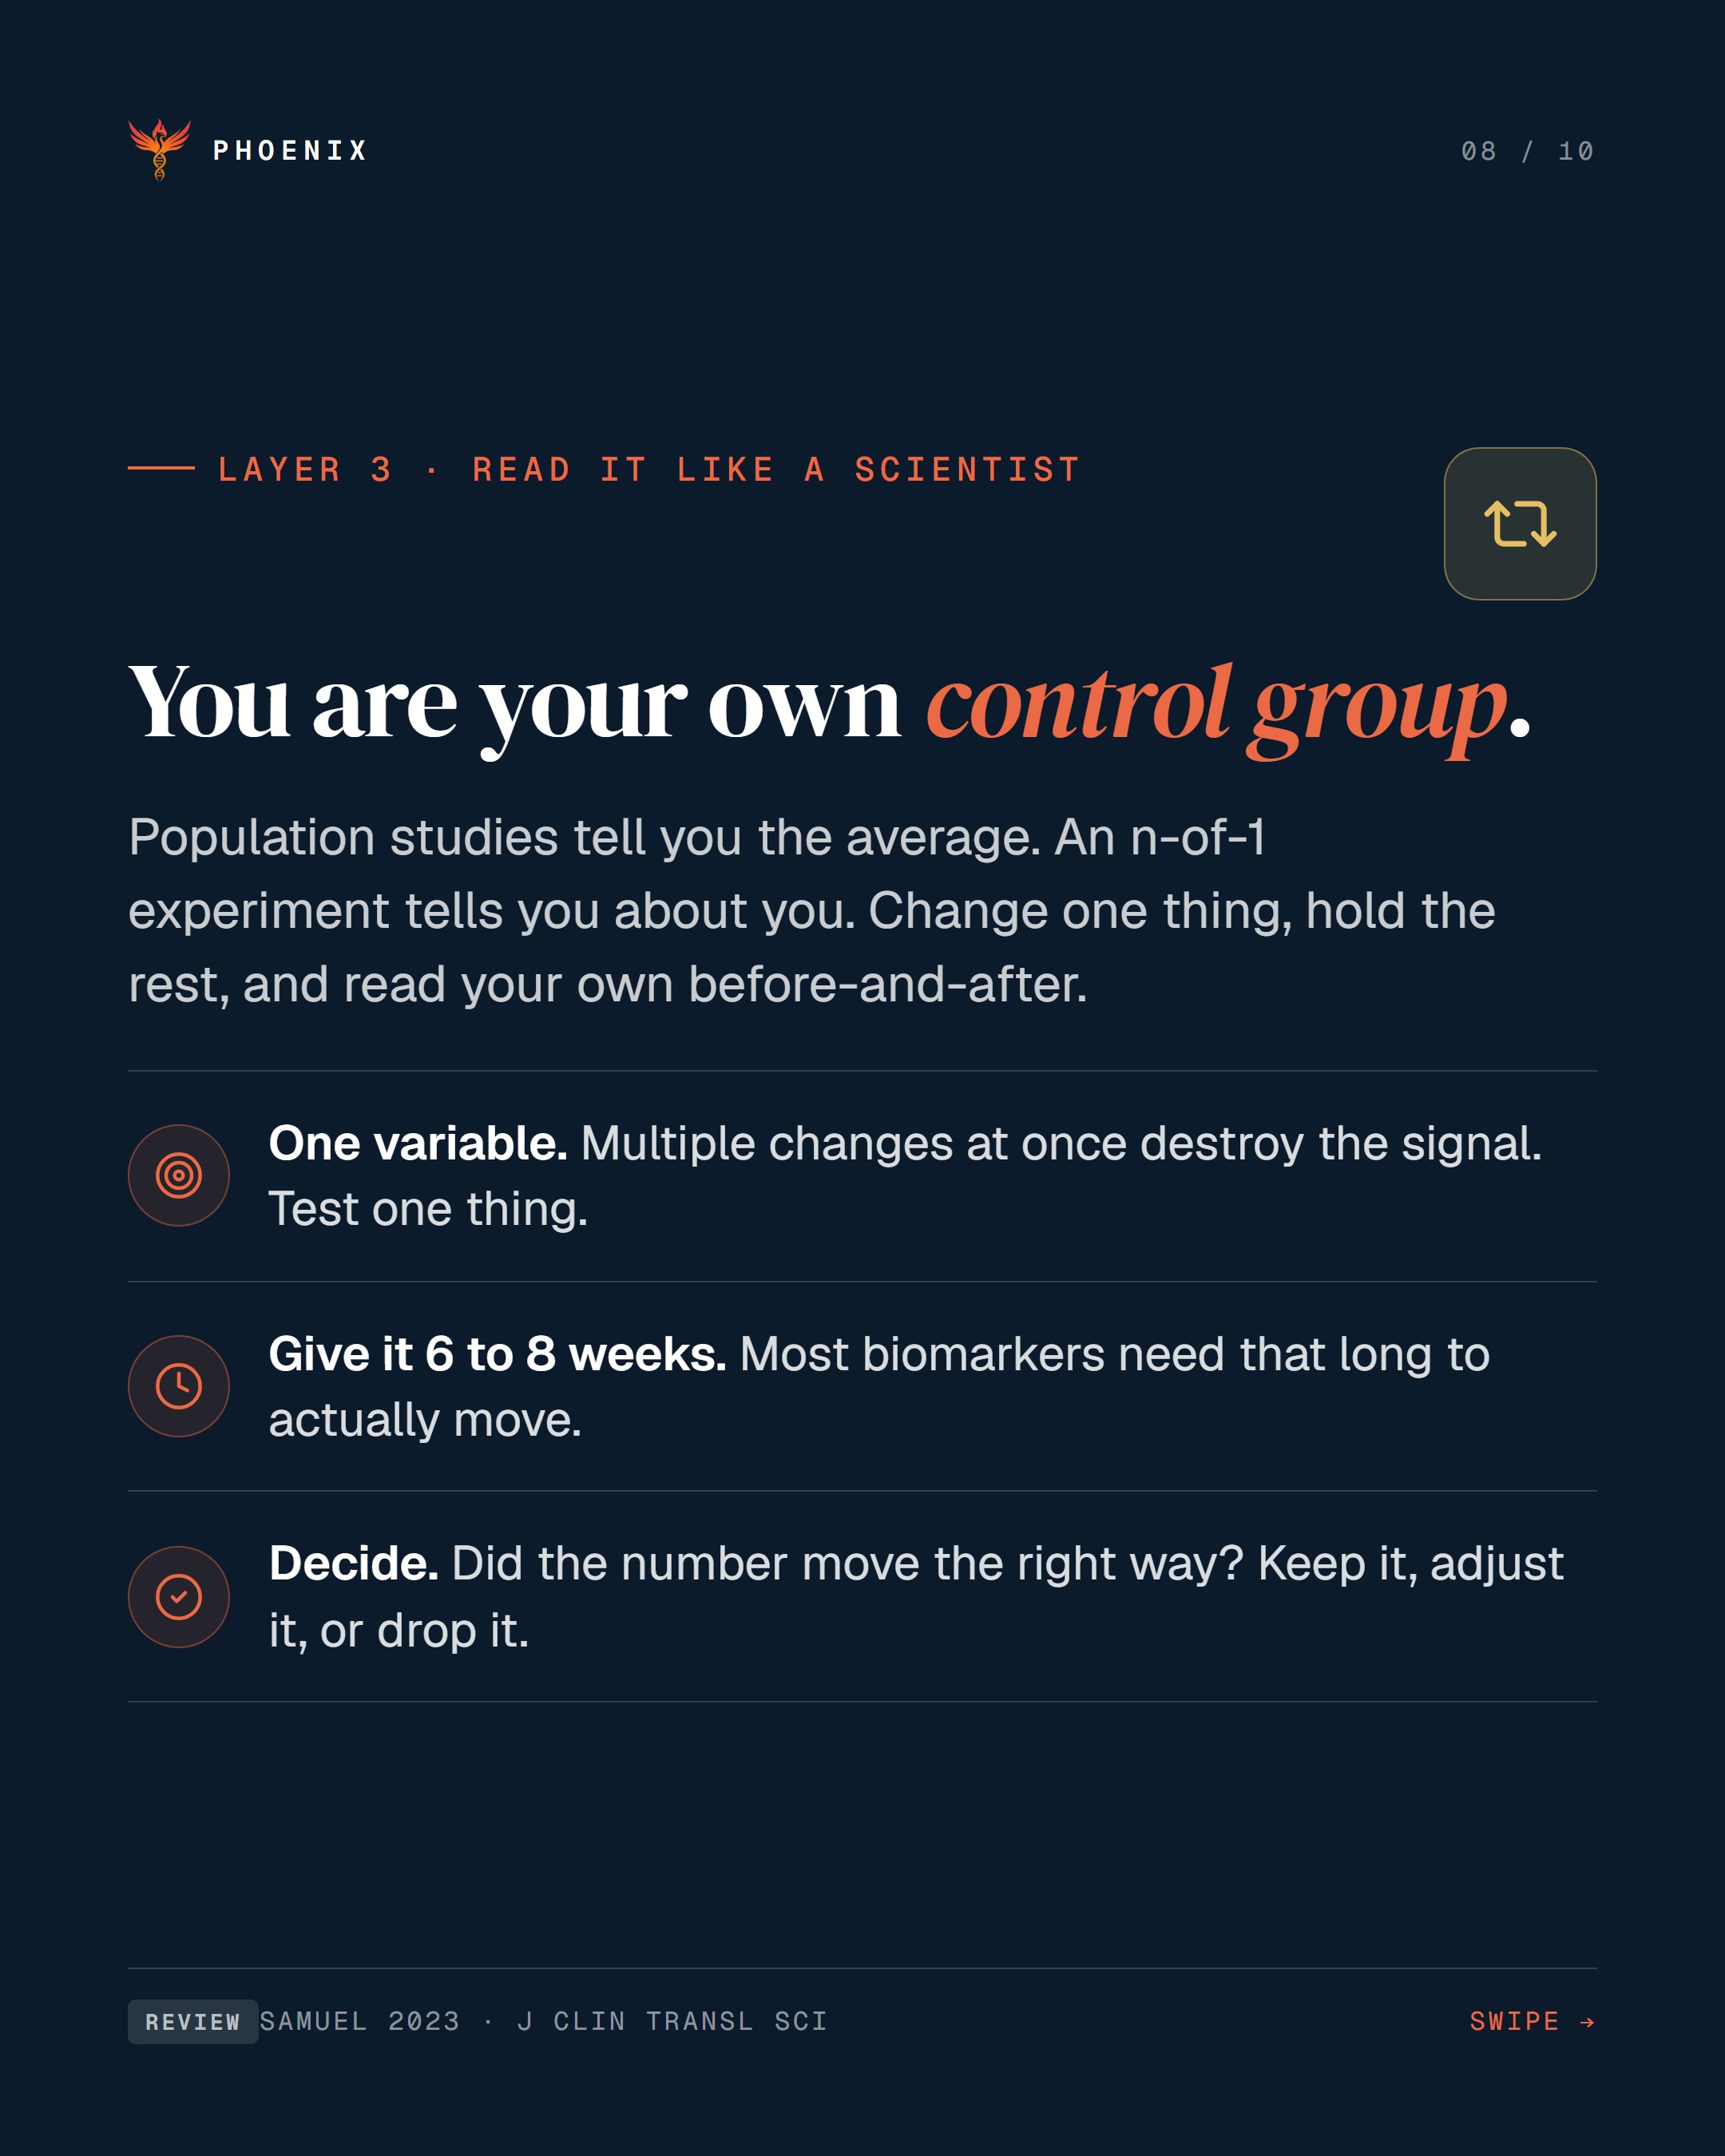 PHOENIX
08 / 10
LAYER 3 · READ IT LIKE A SCIENTIST
You are your own control group.
Population studies tell you the average. An n-of-1
experiment tells you about you. Change one thing, hold the
rest, and read your own before-and-after.
One variable. Multiple changes at once destroy the signal.
Test one thing.
Give it 6 to 8 weeks. Most biomarkers need that long to
actually move.
Decide. Did the number move the right way? Keep it, adjust
it, or drop it.
REVIEW SAMUEL 2023 · J CLIN TRANSL SCI
SWIPE →